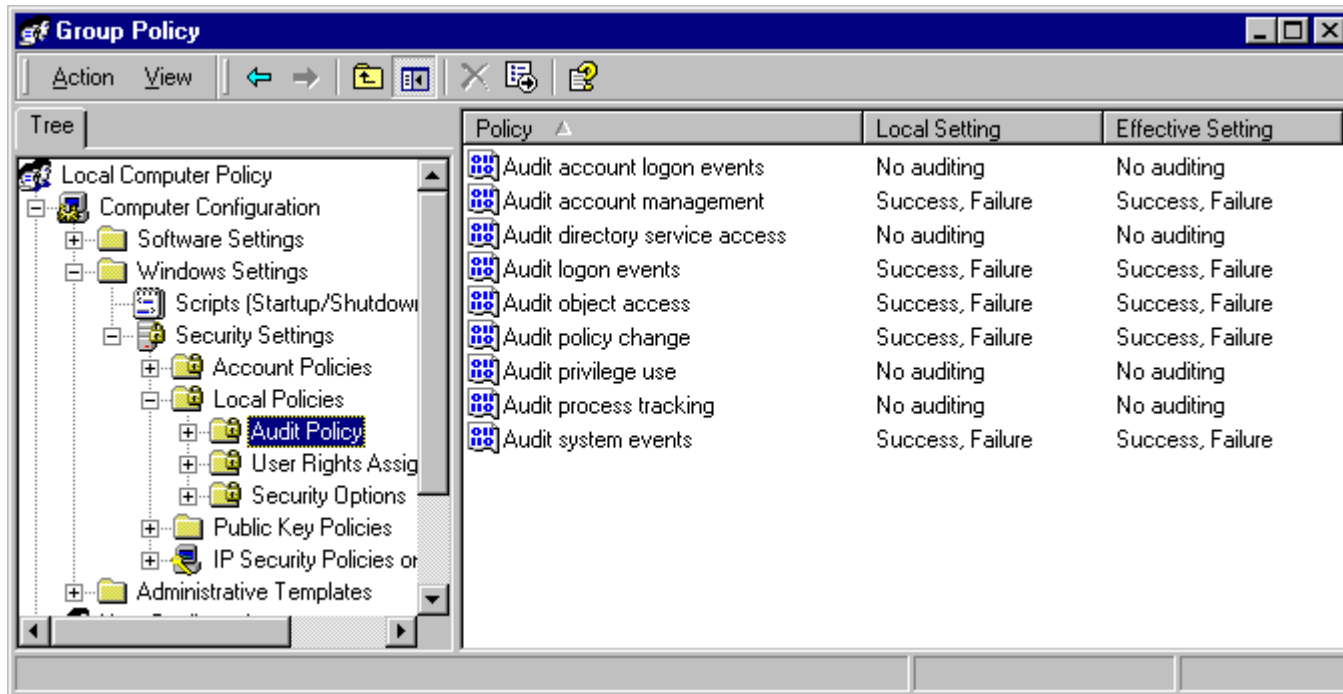 Group Policy
Action View
Tree
Local Computer Policy
Computer Configuration
Software Settings
Windows Settings
Scripts (Startup/Shutdown
Security Settings
Account Policies
Local Policies
Audit Policy
User Rights Assig
Security Options
Public Key Policies
IP Security Policies or
Administrative Templates
Policy Local Setting Effective Setting
Audit account logon events No auditing No auditing
Audit account management Success, Failure Success, Failure
Audit directory service access No auditing No auditing
Audit logon events Success, Failure Success, Failure
Audit object access Success, Failure Success, Failure
Audit policy change Success, Failure Success, Failure
Audit privilege use No auditing No auditing
Audit process tracking No auditing No auditing
Audit system events Success, Failure Success, Failure